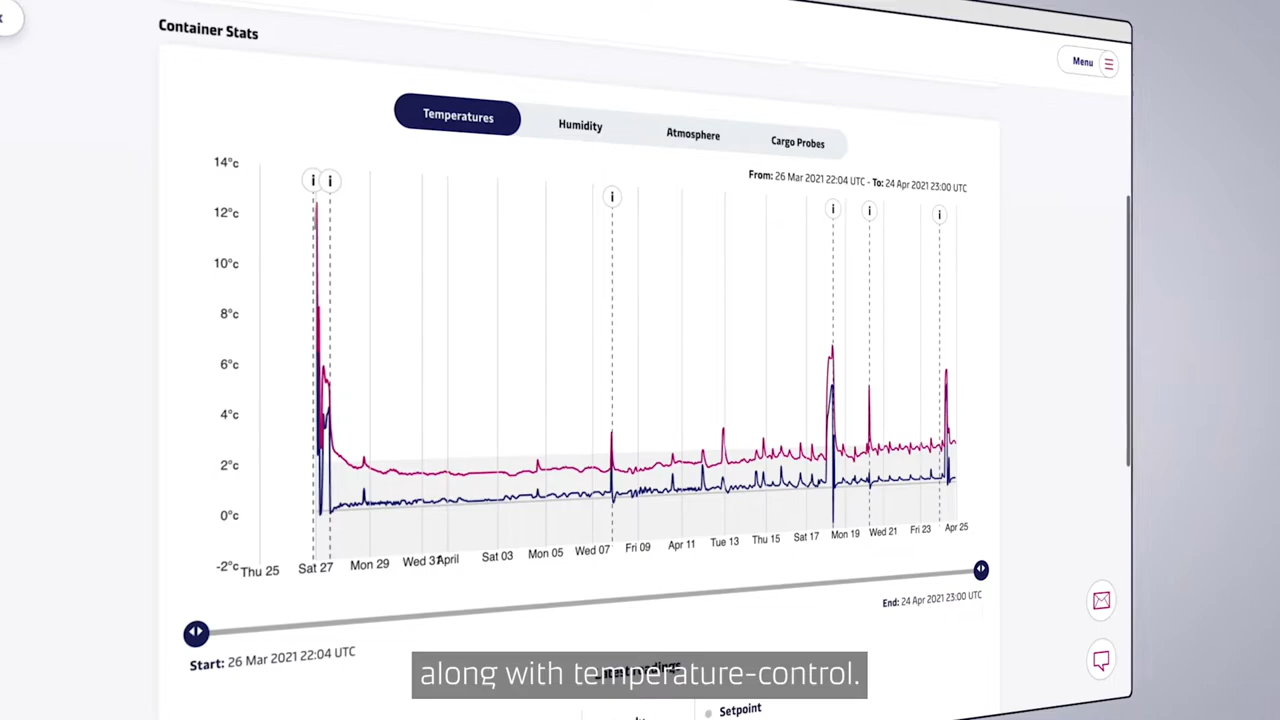 Container Stats
Menu
Temperatures
Humidity
Atmosphere
Cargo Probes
From: 26 Mar 2021 22:04 UTC - To: 24 Apr 2021 23:00 UTC
14°c
12°c
10°c
8°c
6°c
4°c
2°c
0°c
-2°c
i
i
i
i
i
i
Thu 25
Sat 27
Mon 29
Wed 31
April
Sat 03
Mon 05
Wed 07
Fri 09
Apr 11
Tue 13
Thu 15
Sat 17
Mon 19
Wed 21
Fri 23
Apr 25
Start: 26 Mar 2021 22:04 UTC
End: 24 Apr 2021 23:00 UTC
along with temperature-control.
Setpoint